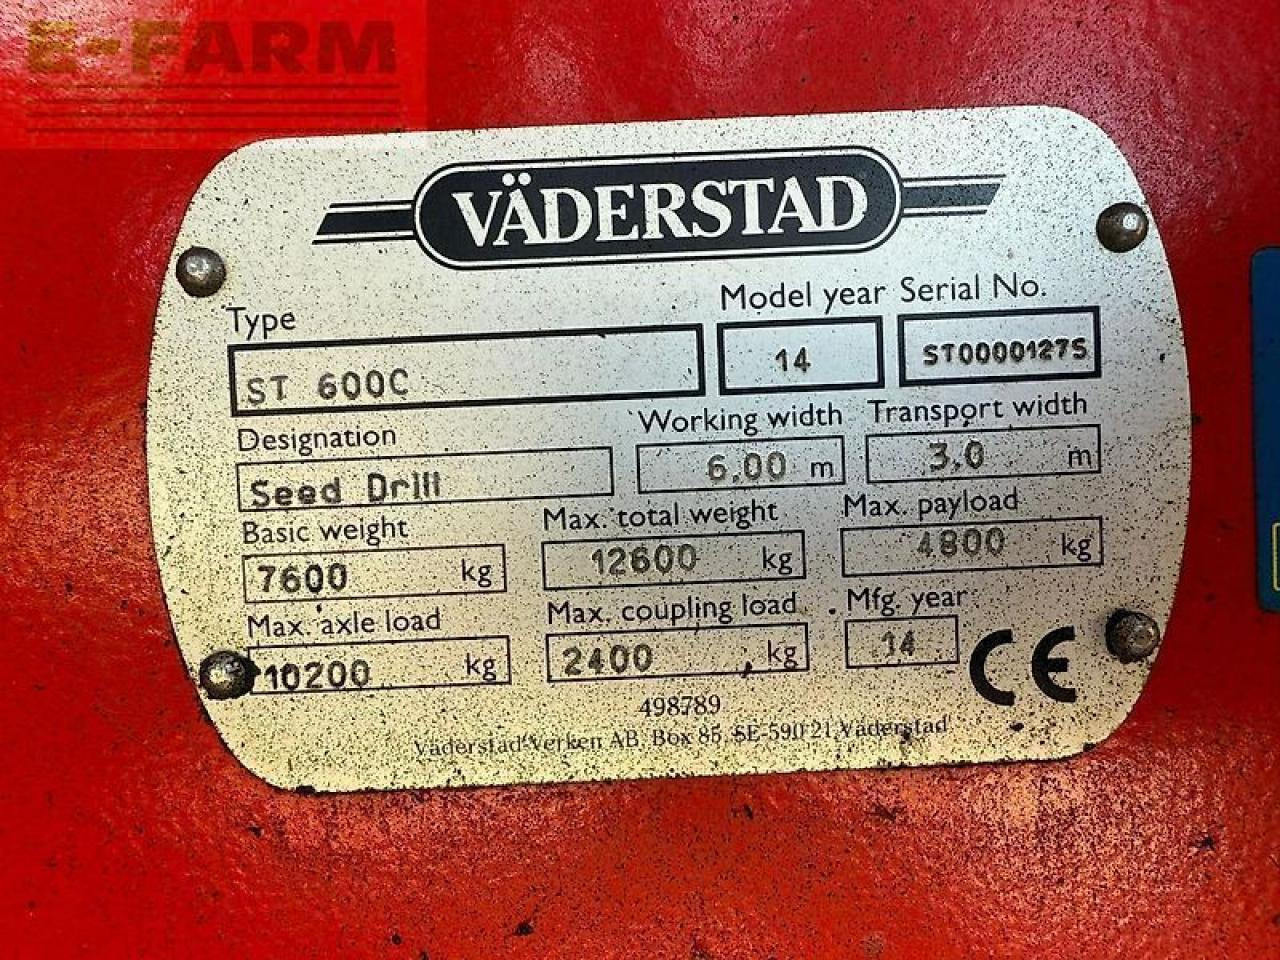 E-FARM
VÄDERSTAD
Type Model year Serial No.
ST 600C 14 ST0000127S
Designation Working width Transport width
Seed Drill 6.00 m 3.0 m
Basic weight Max. total weight Max. payload
7600 kg 12600 kg 4800 kg
Max. axle load Max. coupling load Mfg. year
10200 kg 2400 kg 14 CE
498789
Väderstad-Verken AB, Box 85, SE-590 21 Väderstad